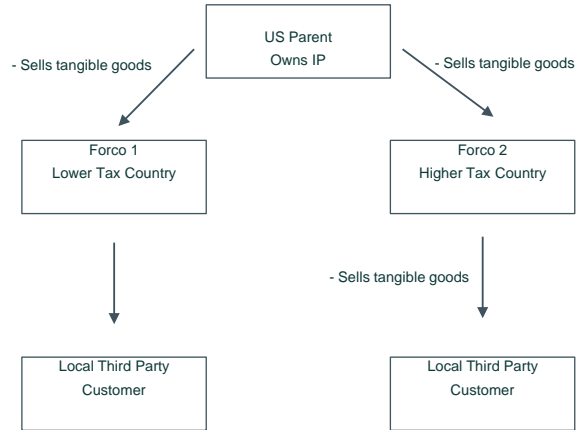 US Parent
Owns IP
- Sells tangible goods
- Sells tangible goods
Forco 1
Lower Tax Country
Forco 2
Higher Tax Country
- Sells tangible goods
Local Third Party
Customer
Local Third Party
Customer